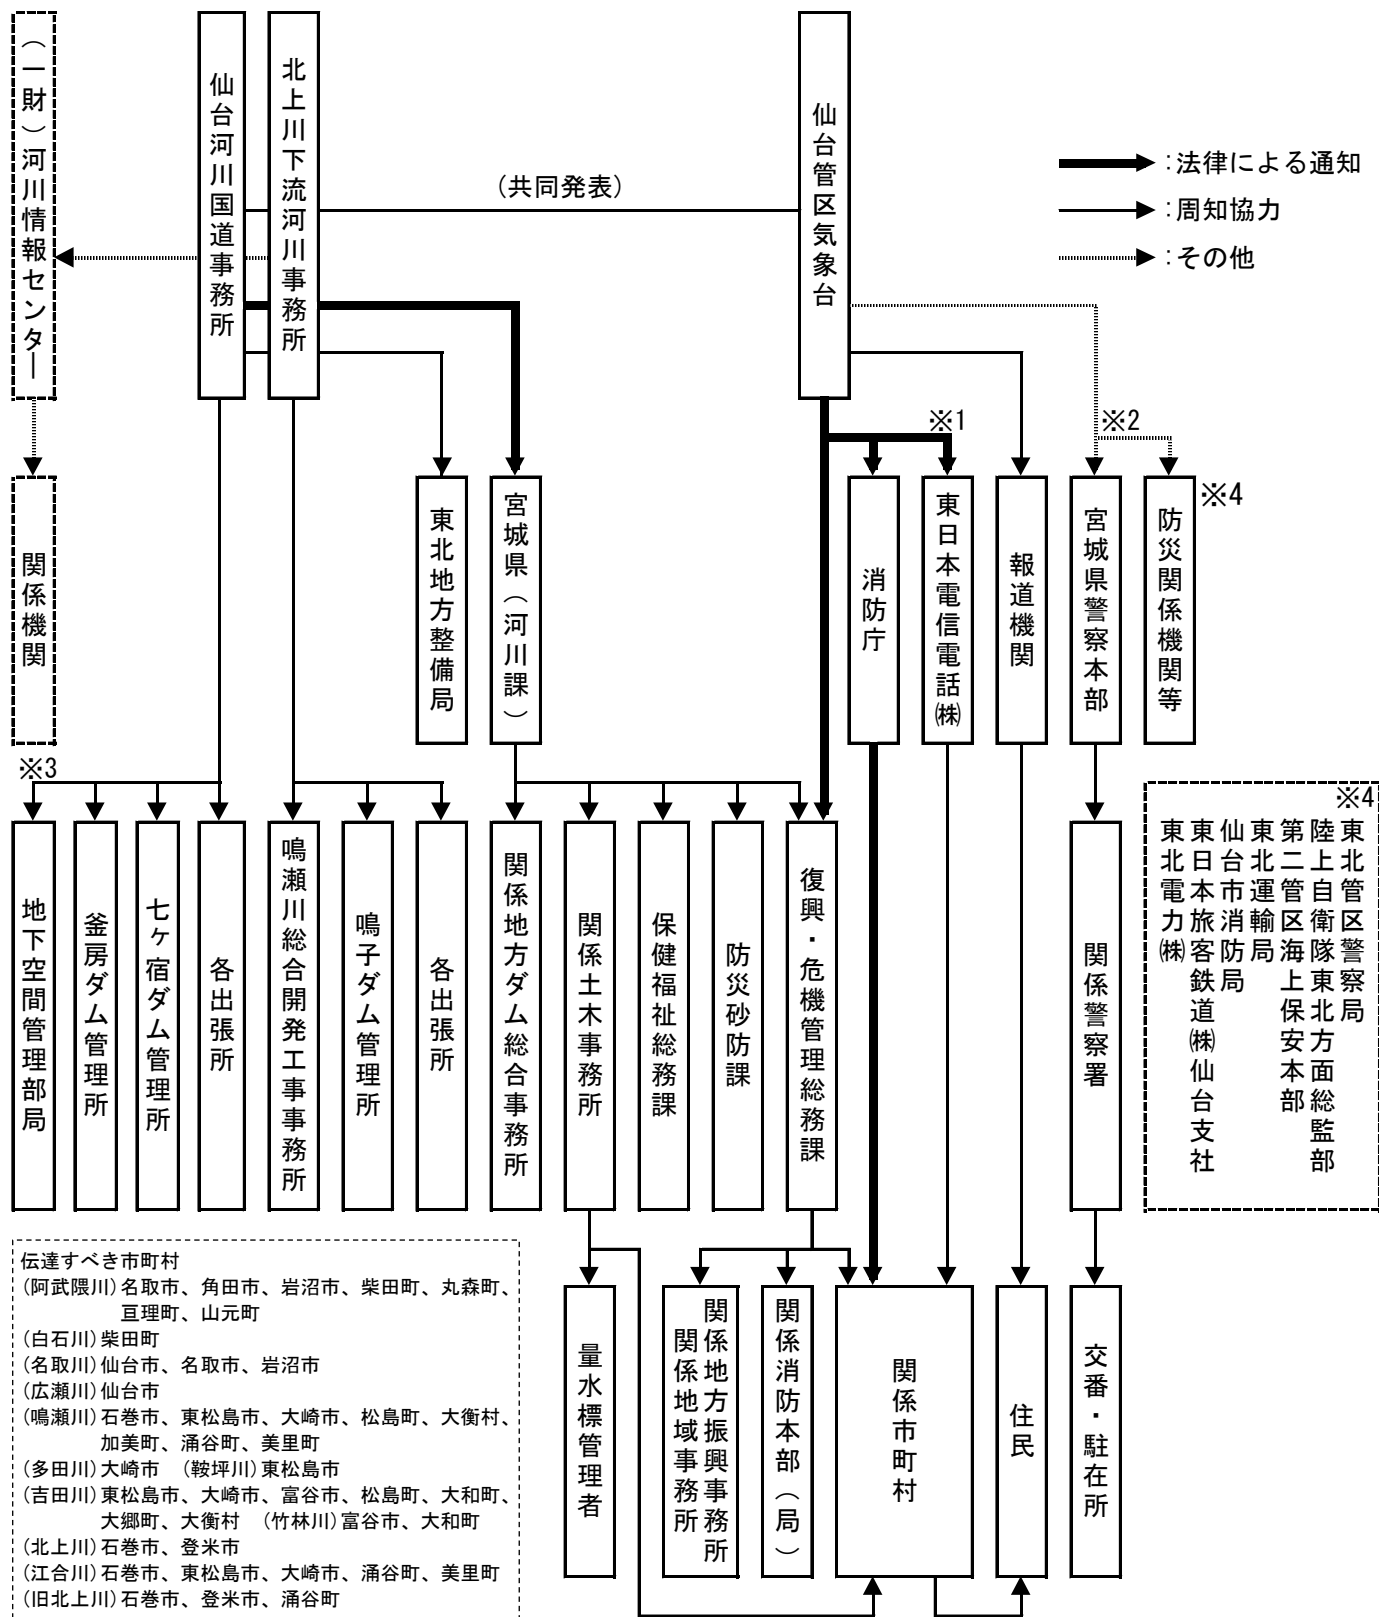 （一財）河川情報センター
仙台河川国道事務所
北上川下流河川事務所
仙台管区気象台
(共同発表)
:法律による通知
:周知協力
:その他
※1
※2
※4
関係機関
東北地方整備局
宮城県（河川課）
消防庁
東日本電信電話㈱
報道機関
宮城県警察本部
防災関係機関等
※3
地下空間管理部局
釜房ダム管理所
七ヶ宿ダム管理所
各出張所
鳴瀬川総合開発工事事務所
鳴子ダム管理所
各出張所
関係地方ダム総合事務所
関係土木事務所
保健福祉総務課
防災砂防課
復興・危機管理総務課
関係警察署
※4
東北管区警察局
陸上自衛隊東北方面総監部
第二管区海上保安本部
東北運輸局
仙台市消防局
東日本旅客鉄道㈱仙台支社
東北電力㈱
伝達すべき市町村
(阿武隈川)名取市、角田市、岩沼市、柴田町、丸森町、
亘理町、山元町
(白石川)柴田町
(名取川)仙台市、名取市、岩沼市
(広瀬川)仙台市
(鳴瀬川)石巻市、東松島市、大崎市、松島町、大衡村、
加美町、涌谷町、美里町
(多田川)大崎市　(鞍坪川)東松島市
(吉田川)東松島市、大崎市、富谷市、松島町、大和町、
大郷町、大衡村　(竹林川)富谷市、大和町
(北上川)石巻市、登米市
(江合川)石巻市、東松島市、大崎市、涌谷町、美里町
(旧北上川)石巻市、登米市、涌谷町
量水標管理者
関係地方振興事務所
関係地域事務所
関係消防本部（局）
関係市町村
住民
交番・駐在所